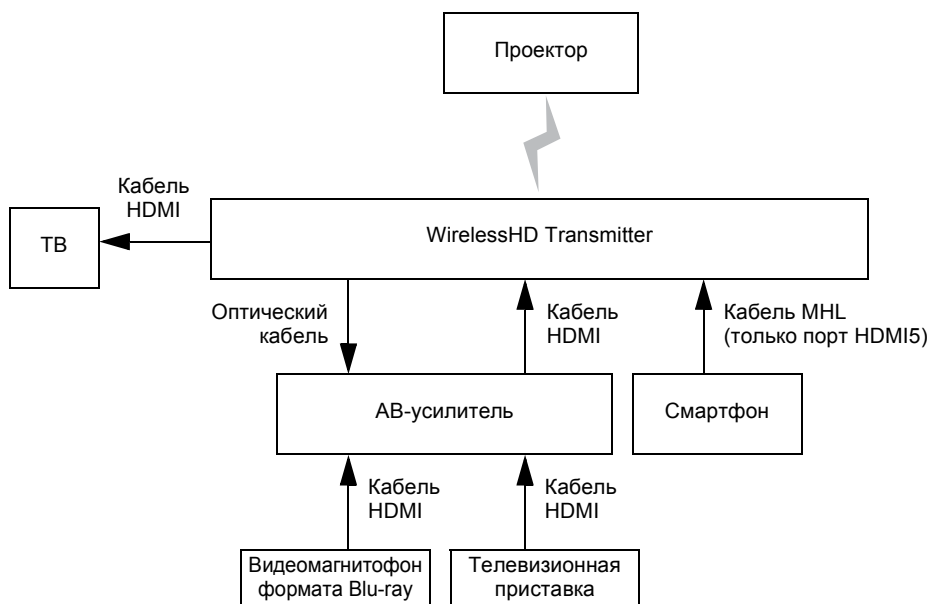 Проектор
Кабель
HDMI
ТВ
WirelessHD Transmitter
Оптический
кабель
Кабель
HDMI
Кабель MHL
(только порт HDMI5)
АВ-усилитель
Смартфон
Кабель
HDMI
Кабель
HDMI
Видеомагнитофон
формата Blu-ray
Телевизионная
приставка